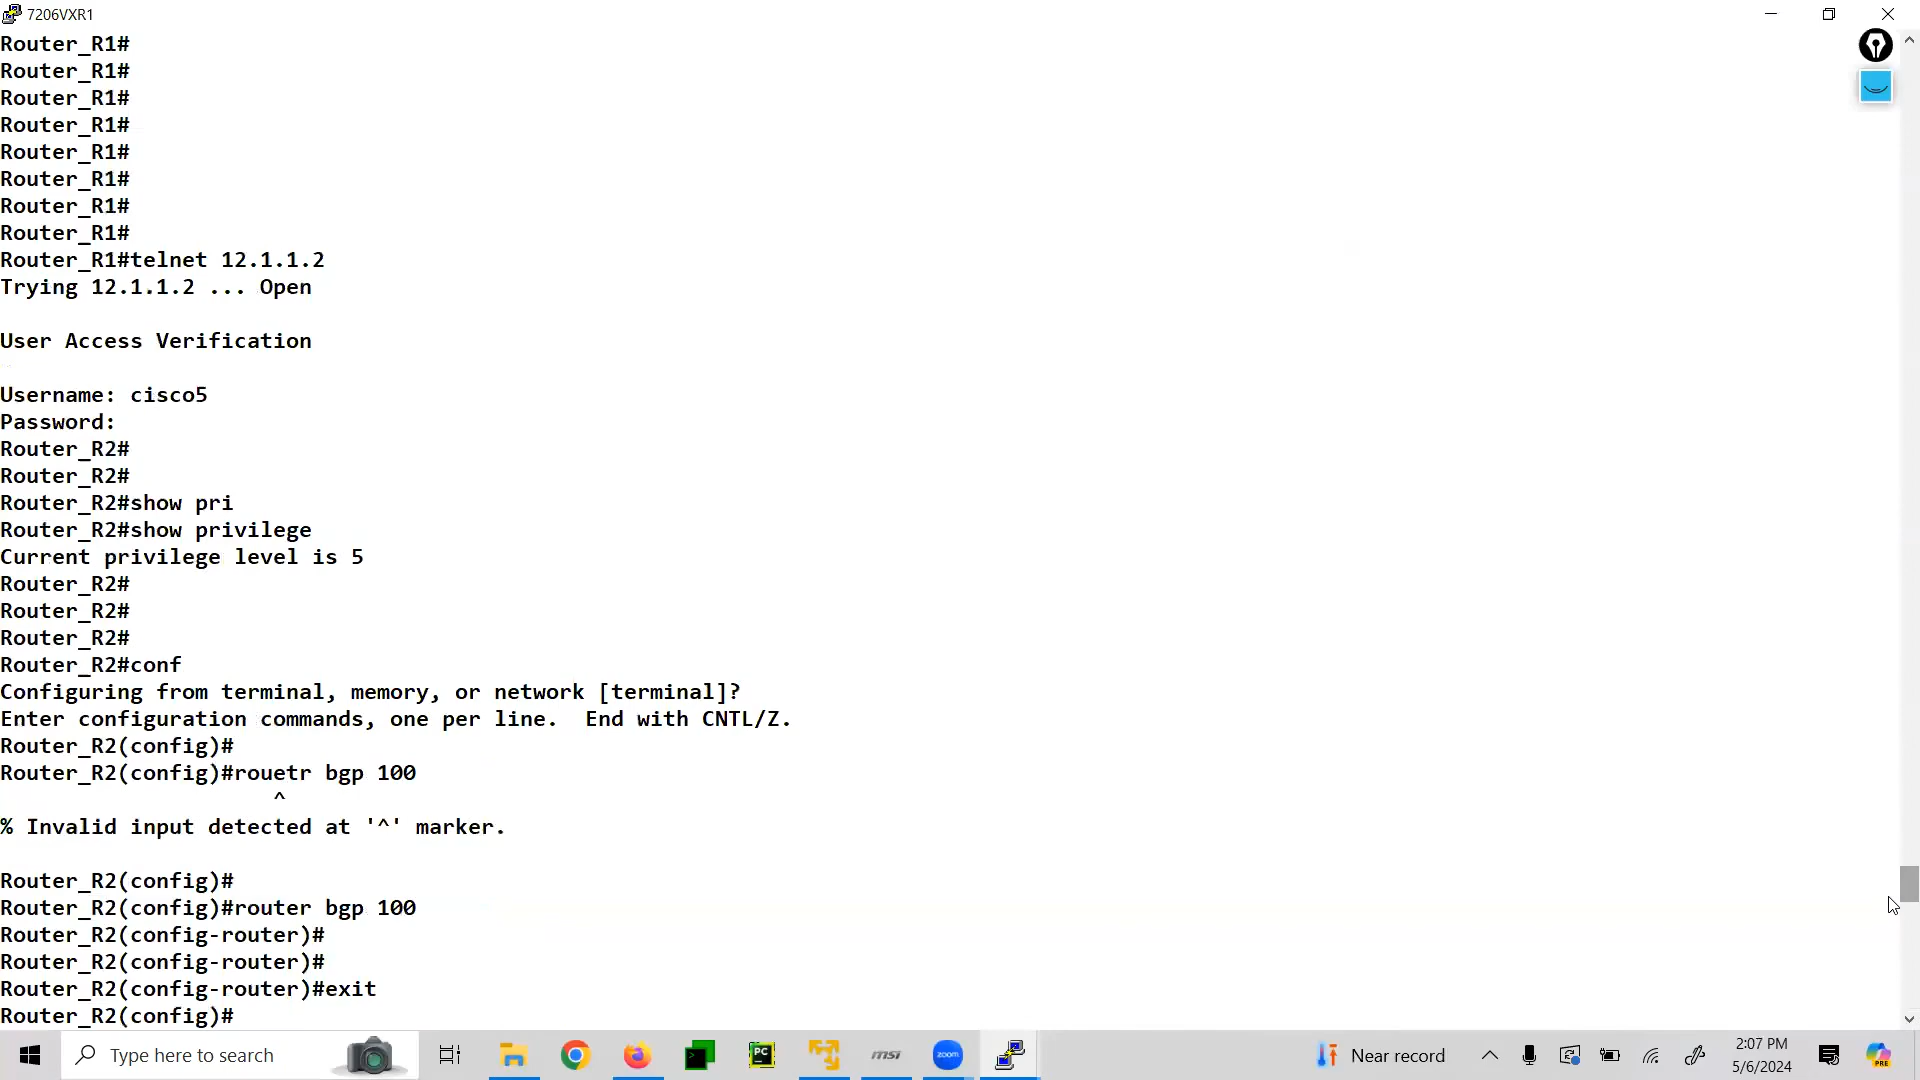 7206VXR1
Router_R1#
Router_R1#
Router_R1#
Router_R1#
Router_R1#
Router_R1#
Router_R1#
Router_R1#
Router_R1#telnet 12.1.1.2
Trying 12.1.1.2 ... Open
User Access Verification
Username: cisco5
Password:
Router_R2#
Router_R2#
Router_R2#show pri
Router_R2#show privilege
Current privilege level is 5
Router_R2#
Router_R2#
Router_R2#
Router_R2#conf
Configuring from terminal, memory, or network [terminal]?
Enter configuration commands, one per line.  End with CNTL/Z.
Router_R2(config)#
Router_R2(config)#rouetr bgp 100
^
% Invalid input detected at '^' marker.
Router_R2(config)#
Router_R2(config)#router bgp 100
Router_R2(config-router)#
Router_R2(config-router)#
Router_R2(config-router)#exit
Router_R2(config)#
Type here to search
PC
msi
zoom
Near record
2:07 PM
5/6/2024
PRE